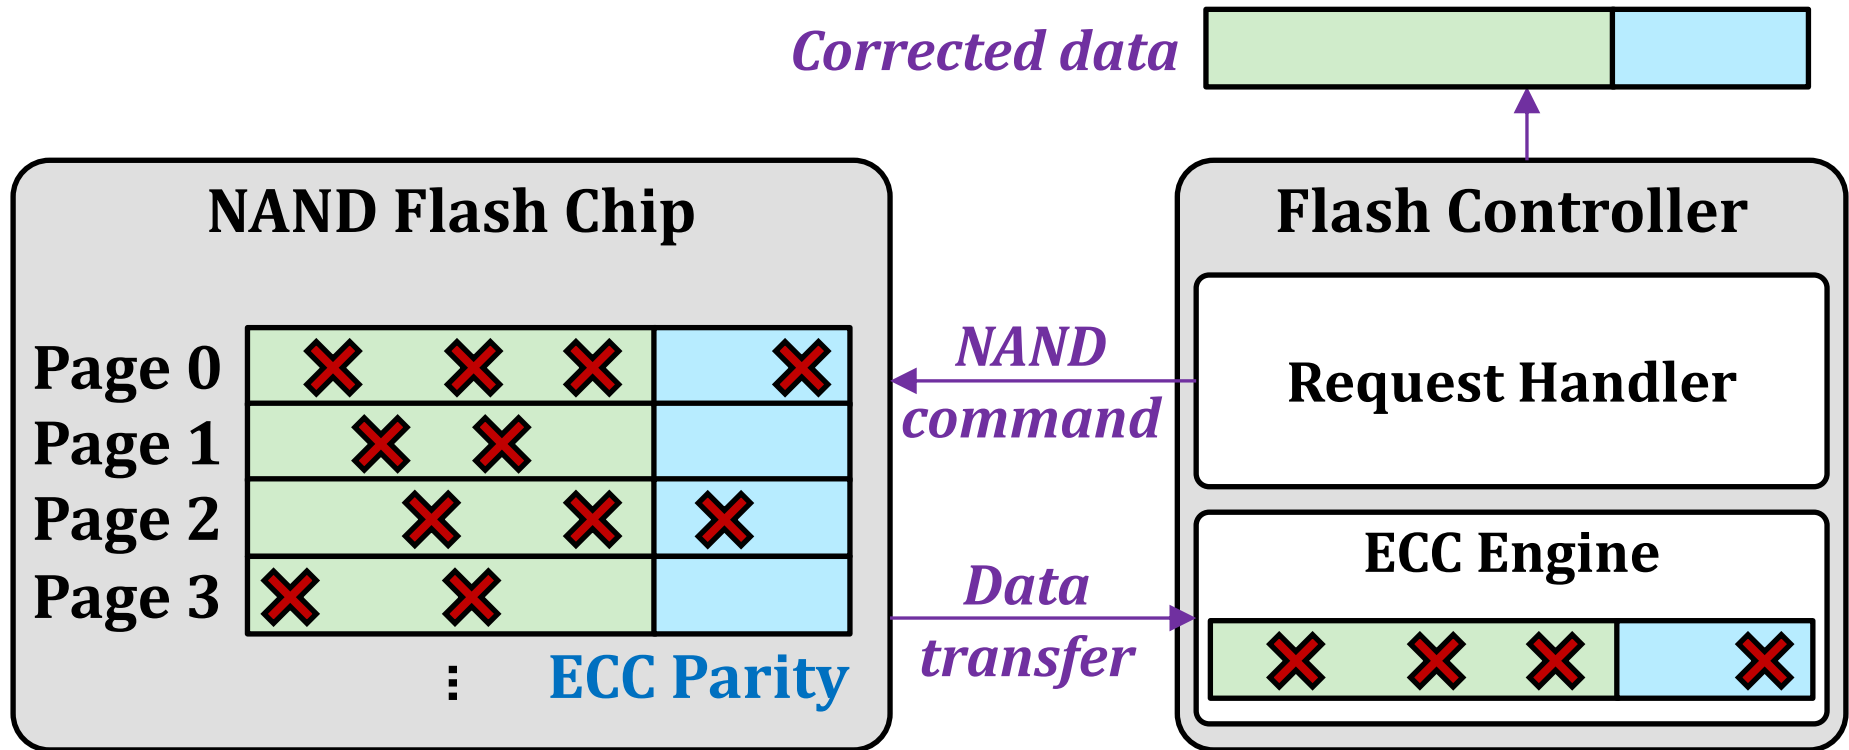 Corrected data
NAND Flash Chip
Page 0
Page 1
Page 2
Page 3
⋮
ECC Parity
NAND
command
Data
transfer
Flash Controller
Request Handler
ECC Engine